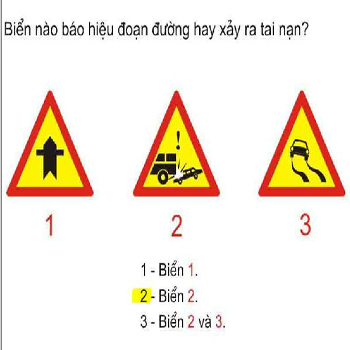 Biển nào báo hiệu đoạn đường hay xảy ra tai nạn?
1 2 3
1 - Biển 1.
2 - Biển 2.
3 - Biển 2 và 3.